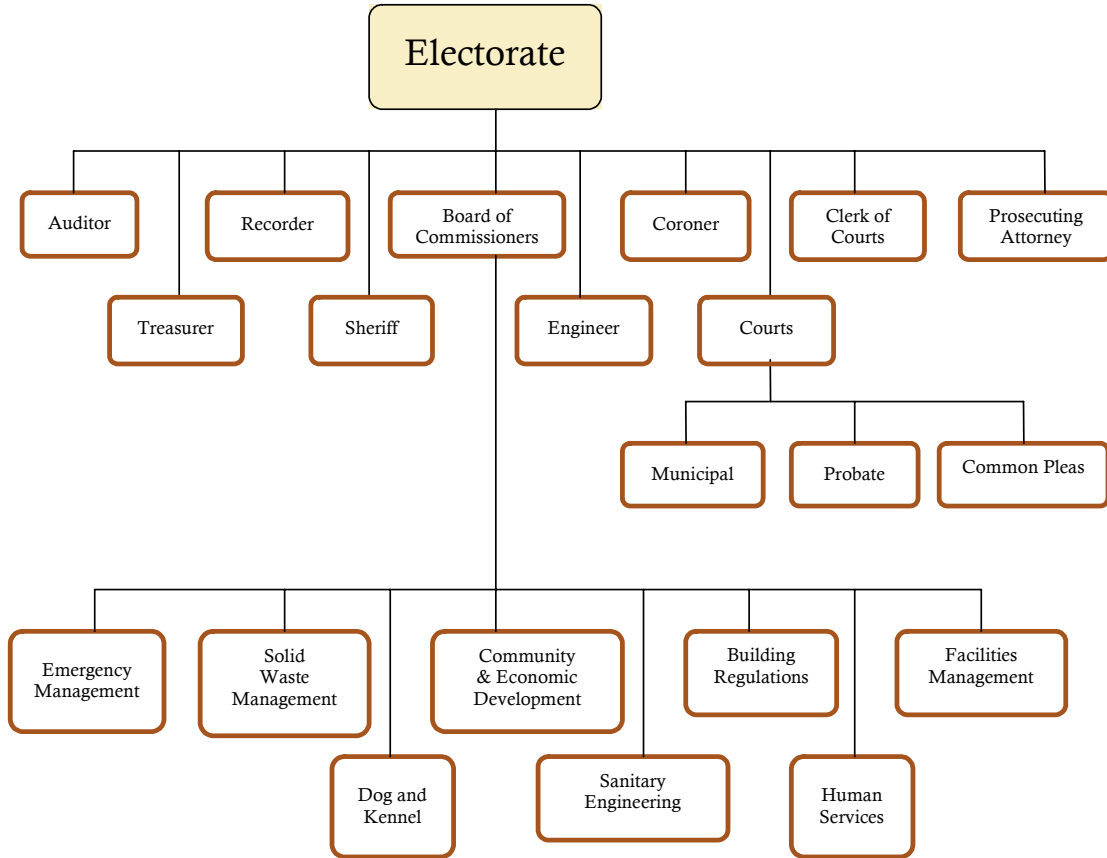 Electorate
Auditor
Recorder
Board of
Commissioners
Coroner
Clerk of
Courts
Prosecuting
Attorney
Treasurer
Sheriff
Engineer
Courts
Municipal
Probate
Common Pleas
Emergency
Management
Solid
Waste
Management
Community
& Economic
Development
Building
Regulations
Facilities
Management
Dog and
Kennel
Sanitary
Engineering
Human
Services